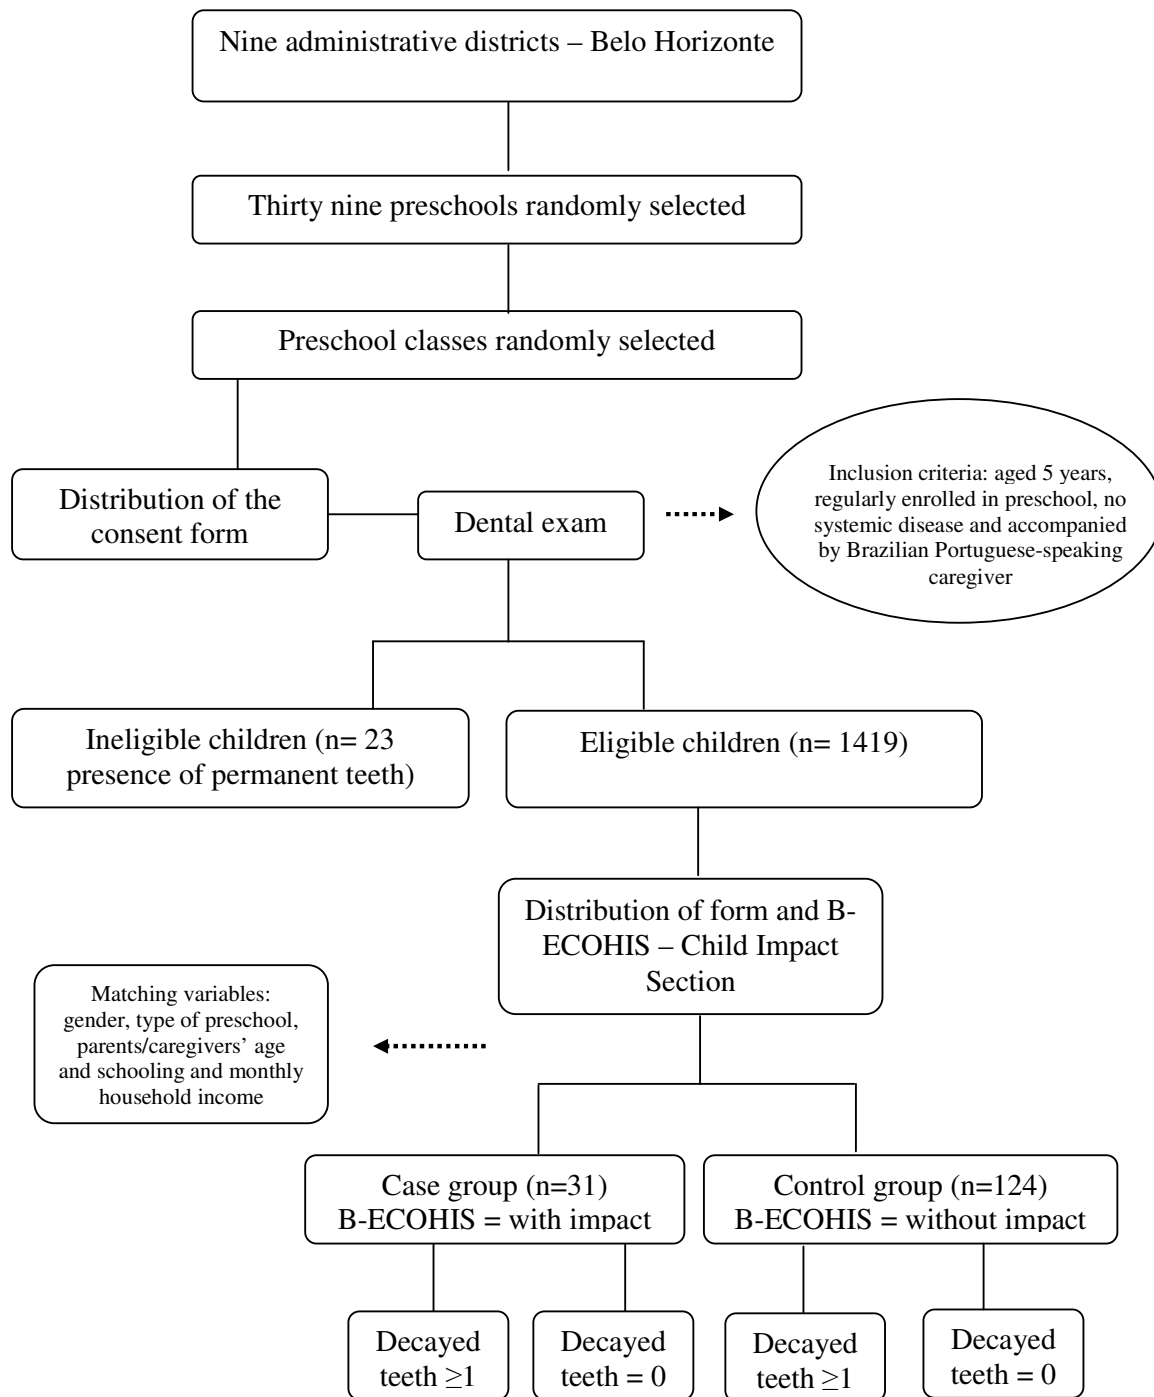 Nine administrative districts – Belo Horizonte
Thirty nine preschools randomly selected
Preschool classes randomly selected
Distribution of the
consent form
Dental exam
Inclusion criteria: aged 5 years,
regularly enrolled in preschool, no
systemic disease and accompanied
by Brazilian Portuguese-speaking
caregiver
Ineligible children (n= 23
presence of permanent teeth)
Eligible children (n= 1419)
Distribution of form and B-
ECOHIS – Child Impact
Section
Matching variables:
gender, type of preschool,
parents/caregivers’ age
and schooling and monthly
household income
Case group (n=31)
B-ECOHIS = with impact
Control group (n=124)
B-ECOHIS = without impact
Decayed
teeth ≥1
Decayed
teeth = 0
Decayed
teeth ≥1
Decayed
teeth = 0